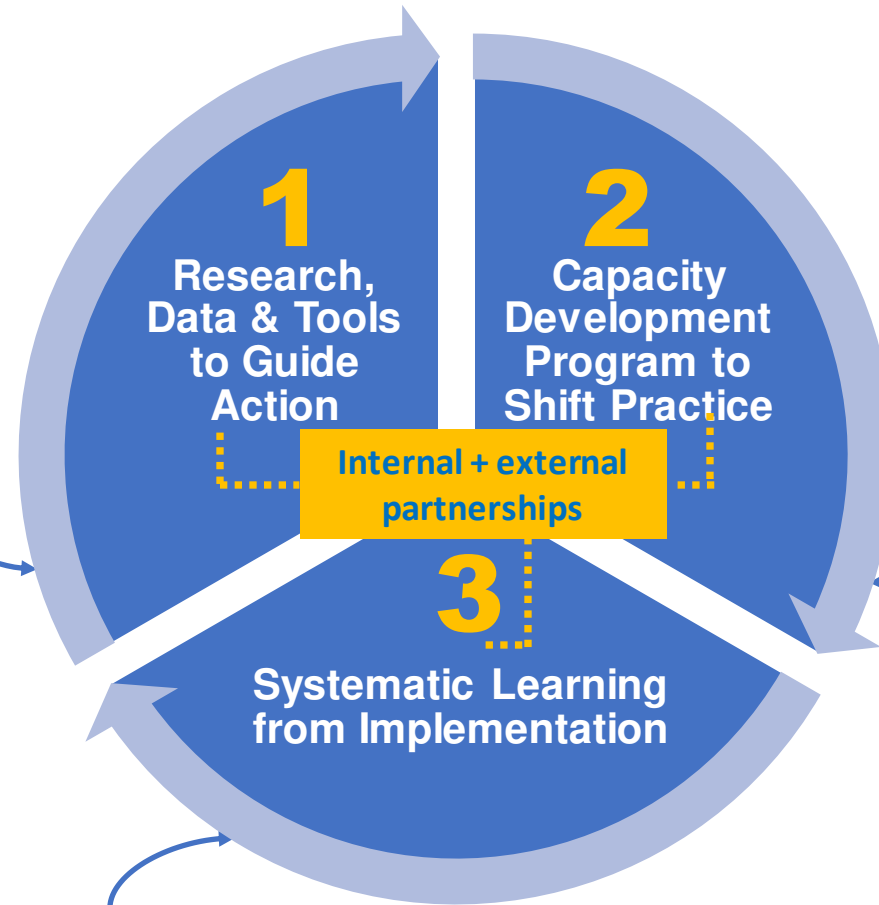 1
Research,
Data & Tools
to Guide
Action
2
Capacity
Development
Program to
Shift Practice
Internal + external
partnerships
3
Systematic Learning
from Implementation